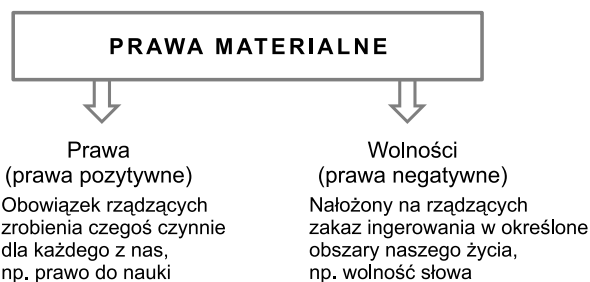 PRAWA MATERIALNE
Prawa
(prawa pozytywne)
Obowiązek rządzących
zrobienia czegoś czynnie
dla każdego z nas,
np. prawo do nauki
Wolności
(prawa negatywne)
Nałożony na rządzących
zakaz ingerowania w określone
obszary naszego życia,
np. wolność słowa